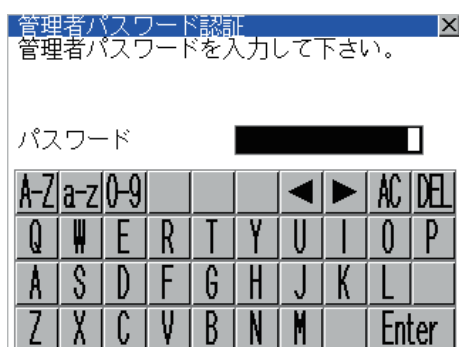 管理者パスワード認証
管理者パスワードを入力して下さい。
パスワード
A-Z a-z 0-9 ◀ ▶ AC DEL
Q W E R T Y U I O P
A S D F G H J K L
Z X C V B N M Enter